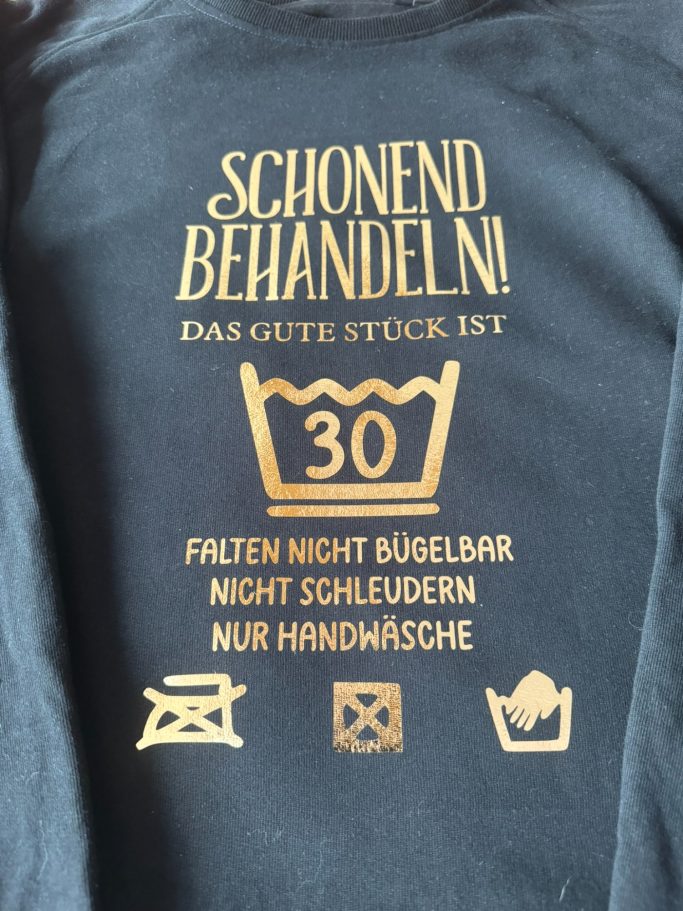 SCHONEND
BEHANDELN!
DAS GUTE STÜCK IST
30
FALTEN NICHT BÜGELBAR
NICHT SCHLEUDERN
NUR HANDWÄSCHE